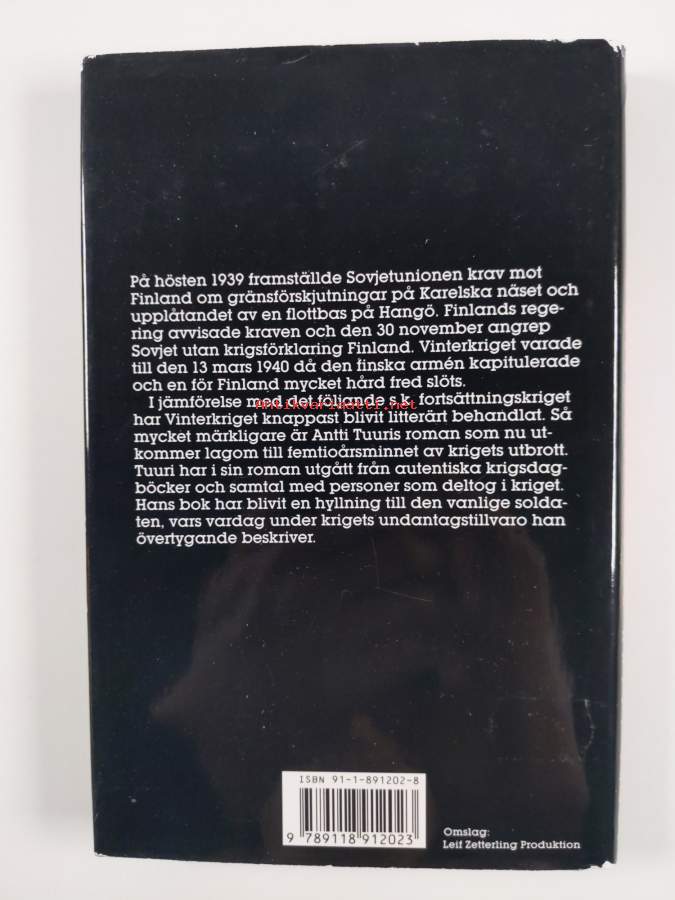 På hösten 1939 framställde Sovjetunionen krav mot
Finland om gränsförskjutningar på Karelska näset och
upplåtandet av en flottbas på Hangö. Finlands rege-
ring avvisade kraven och den 30 november angrep
Sovjet utan krigsförklaring Finland. Vinterkriget varade
till den 13 mars 1940 då den finska armén kapitulerade
och en för Finland mycket hård fred slöts.
I jämförelse med det följande s.k. fortsättningskriget
Antikvariaatti.net
har Vinterkriget knappast blivit litterärt behandlat. Så
mycket märkligare är Antti Tuuris roman som nu ut-
kommer lagom till femtioårsminnet av krigets utbrott.
Tuuri har i sin roman utgått från autentiska krigsdag-
böcker och samtal med personer som deltog i kriget.
Hans bok har blivit en hyllning till den vanlige solda-
ten, vars vardag under krigets undantagstillvaro han
övertygande beskriver.
ISBN 91-1-891202-8
9 789118 912023
Omslag:
Leif Zetterling Produktion